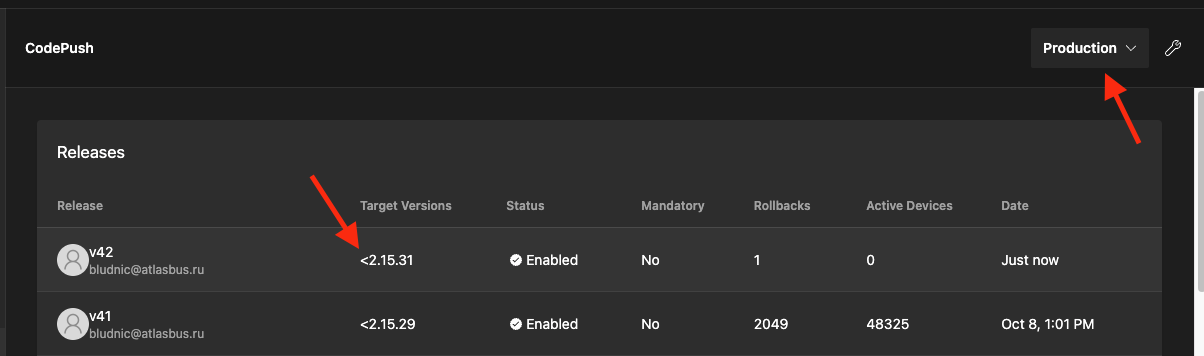 CodePush
Production
Releases
Release Target Versions Status Mandatory Rollbacks Active Devices Date
v42
bludnic@atlasbus.ru
<2.15.31 Enabled No 1 0 Just now
v41
bludnic@atlasbus.ru
<2.15.29 Enabled No 2049 48325 Oct 8, 1:01 PM